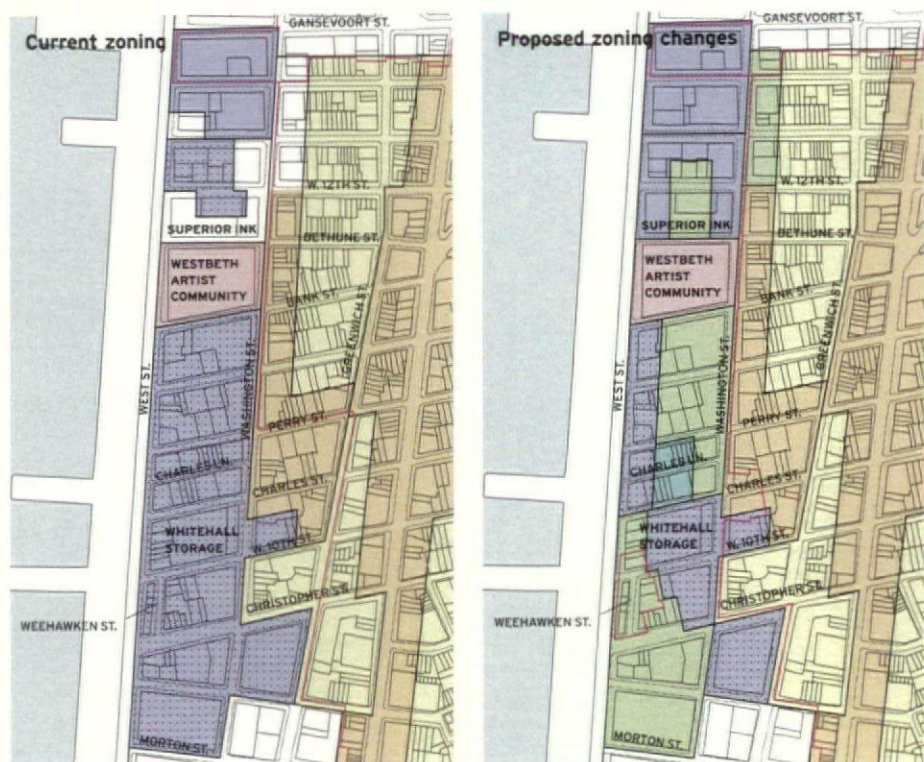 Current zoning
GANSEVOORT ST.
W. 12TH ST.
SUPERIOR INK
BETHUNE ST.
WESTBETH
ARTIST
COMMUNITY
BANK ST.
GREENWICH ST.
WEST ST.
WASHINGTON ST.
PERRY ST.
CHARLES LN.
CHARLES ST.
WHITEHALL
STORAGE
W. 10TH ST.
CHRISTOPHER ST.
WEEHAWKEN ST.
MORTON ST.
Proposed zoning changes
GANSEVOORT ST.
W. 12TH ST.
SUPERIOR INK
BETHUNE ST.
WESTBETH
ARTIST
COMMUNITY
BANK ST.
GREENWICH ST.
WEST ST.
WASHINGTON ST.
PERRY ST.
CHARLES LN.
CHARLES ST.
WHITEHALL
STORAGE
W. 10TH ST.
CHRISTOPHER ST.
WEEHAWKEN ST.
MORTON ST.